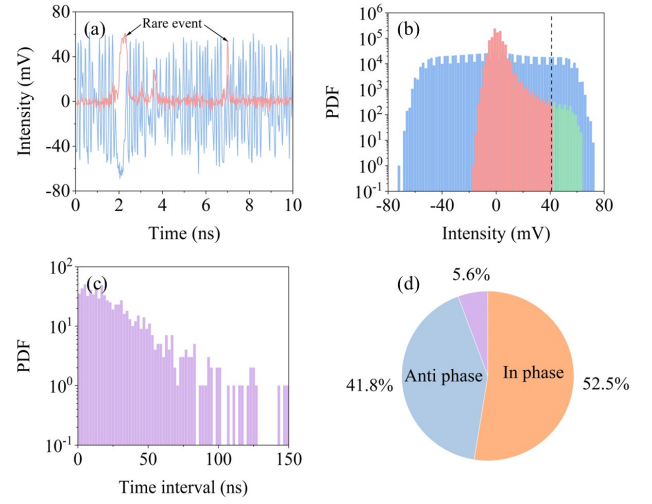 (a)
Rare event
80
40
0
-40
-80
Intensity (mV)
0 2 4 6 8 10
Time (ns)
(b)
10^6
10^5
10^4
10^3
10^2
10^1
10^0
10^-1
PDF
-80 -40 0 40 80
Intensity (mV)
(c)
10^2
10^1
10^0
10^-1
PDF
0 50 100 150
Time interval (ns)
(d)
5.6%
Anti phase
In phase
41.8%
52.5%